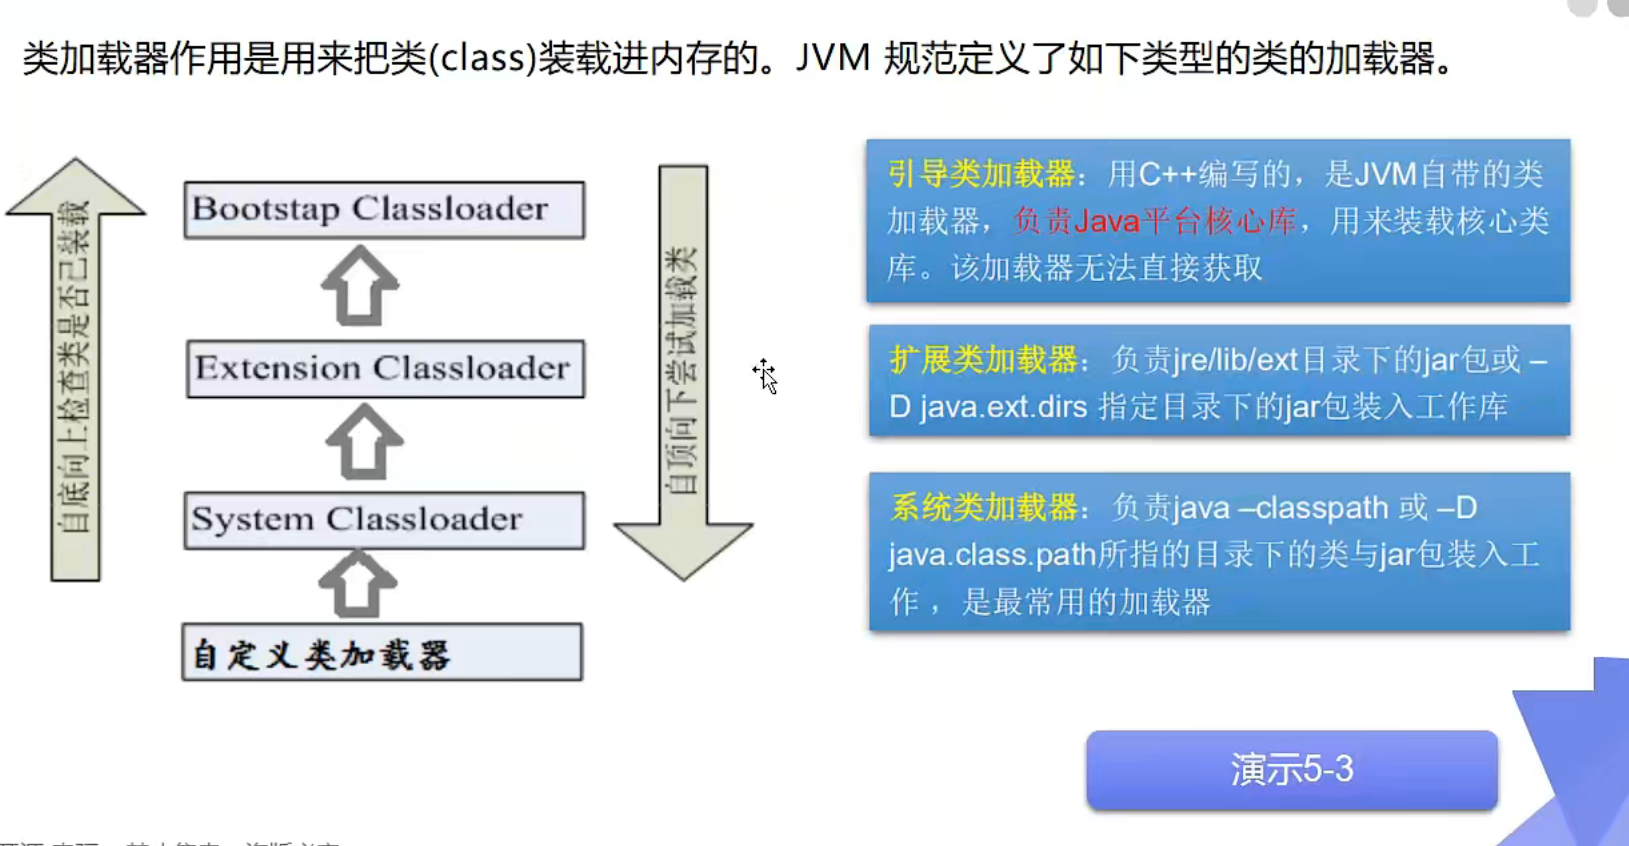 类加载器作用是用来把类(class)装载进内存的。JVM 规范定义了如下类型的类的加载器。
自底向上检查类是否已装载
Bootstap Classloader
Extension Classloader
System Classloader
自定义类加载器
自顶向下尝试加载类
引导类加载器：用C++编写的，是JVM自带的类
加载器，负责Java平台核心库，用来装载核心类
库。该加载器无法直接获取
扩展类加载器：负责jre/lib/ext目录下的jar包或 –
D java.ext.dirs 指定目录下的jar包装入工作库
系统类加载器：负责java –classpath 或 –D
java.class.path所指的目录下的类与jar包装入工
作 ，是最常用的加载器
演示5-3